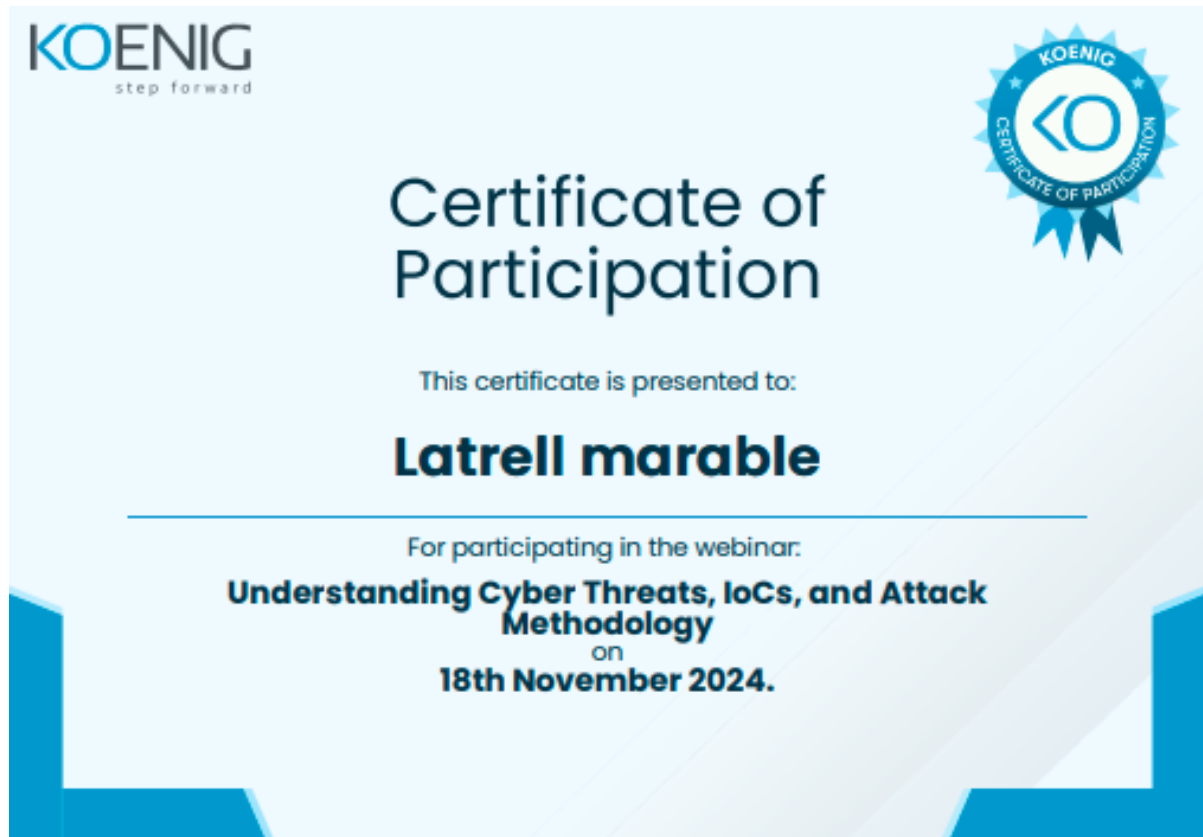 KOENIG
step forward
KOENIG
KO
CERTIFICATE OF PARTICIPATION
Certificate of
Participation
This certificate is presented to:
Latrell marable
For participating in the webinar:
Understanding Cyber Threats, IoCs, and Attack
Methodology
on
18th November 2024.